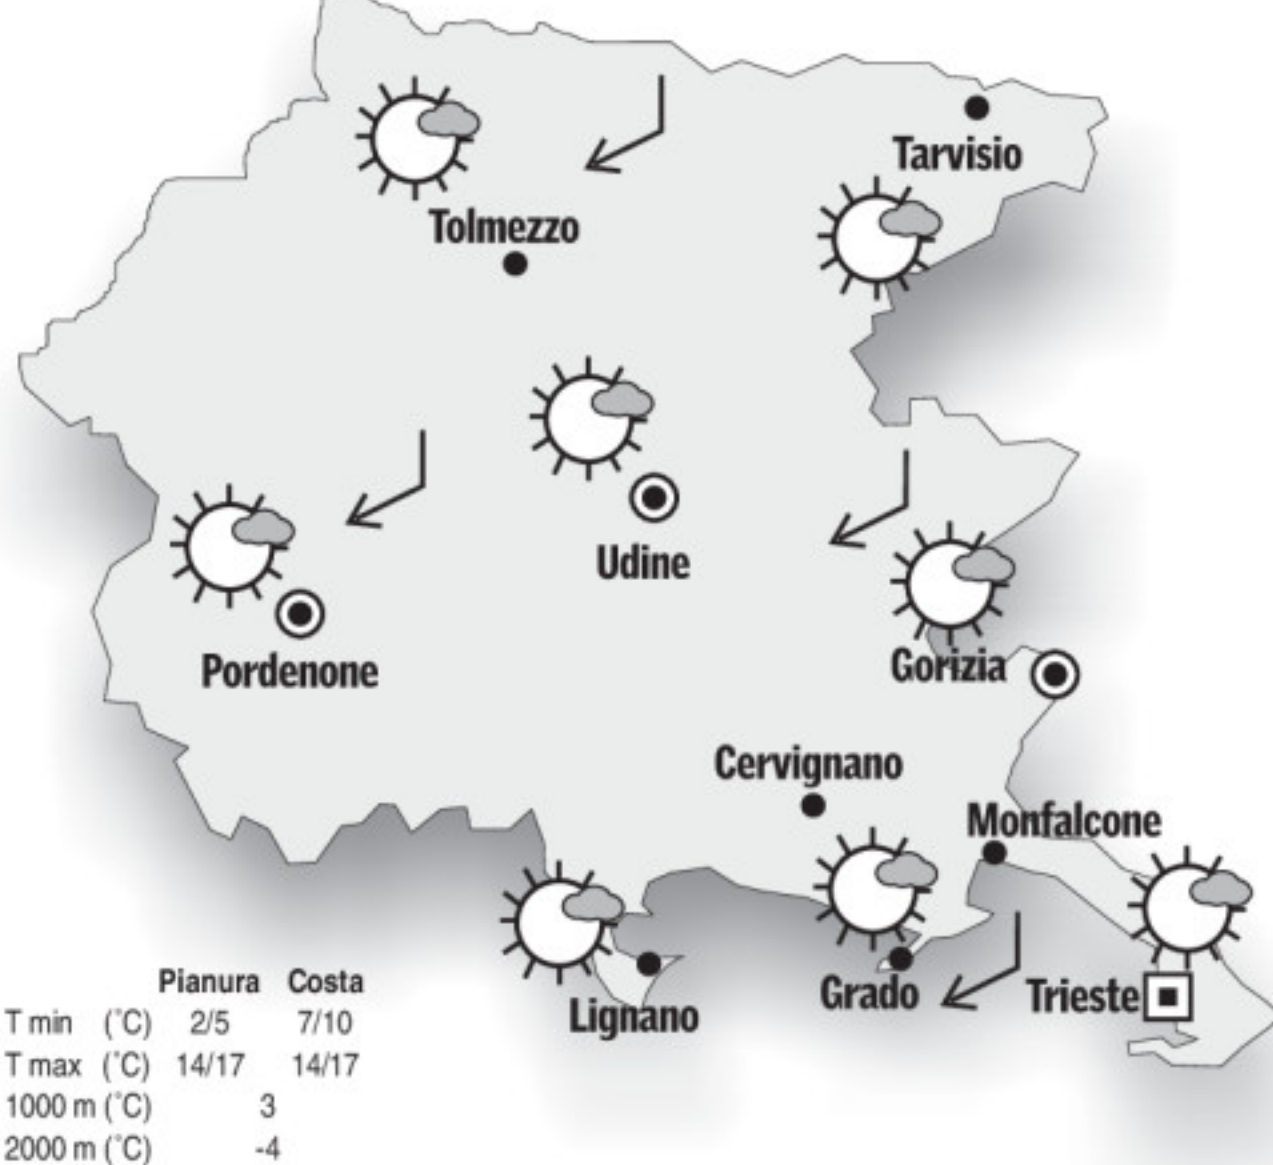 Tarvisio
Tolmezzo
Udine
Pordenone
Gorizia
Cervignano
Monfalcone
Lignano
Grado
Trieste
Pianura Costa
T min (°C) 2/5 7/10
T max (°C) 14/17 14/17
1000 m (°C) 3
2000 m (°C) -4